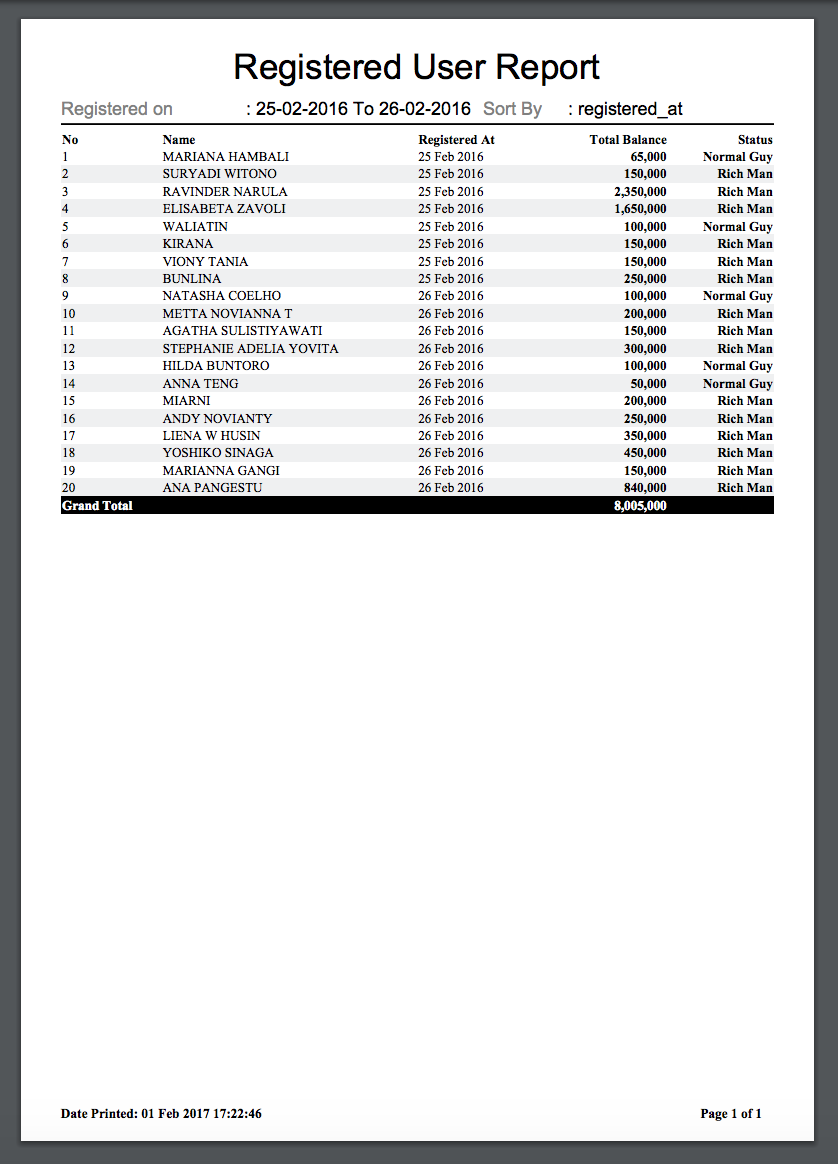 Registered User Report
Registered on : 25-02-2016 To 26-02-2016 Sort By : registered_at
No Name Registered At Total Balance Status
1 MARIANA HAMBALI 25 Feb 2016 65,000 Normal Guy
2 SURYADI WITONO 25 Feb 2016 150,000 Rich Man
3 RAVINDER NARULA 25 Feb 2016 2,350,000 Rich Man
4 ELISABETA ZAVOLI 25 Feb 2016 1,650,000 Rich Man
5 WALIATIN 25 Feb 2016 100,000 Normal Guy
6 KIRANA 25 Feb 2016 150,000 Rich Man
7 VIONY TANIA 25 Feb 2016 150,000 Rich Man
8 BUNLINA 25 Feb 2016 250,000 Rich Man
9 NATASHA COELHO 26 Feb 2016 100,000 Normal Guy
10 METTA NOVIANNA T 26 Feb 2016 200,000 Rich Man
11 AGATHA SULISTIYAWATI 26 Feb 2016 150,000 Rich Man
12 STEPHANIE ADELIA YOVITA 26 Feb 2016 300,000 Rich Man
13 HILDA BUNTORO 26 Feb 2016 100,000 Normal Guy
14 ANNA TENG 26 Feb 2016 50,000 Normal Guy
15 MIARNI 26 Feb 2016 200,000 Rich Man
16 ANDY NOVIANTY 26 Feb 2016 250,000 Rich Man
17 LIENA W HUSIN 26 Feb 2016 350,000 Rich Man
18 YOSHIKO SINAGA 26 Feb 2016 450,000 Rich Man
19 MARIANNA GANGI 26 Feb 2016 150,000 Rich Man
20 ANA PANGESTU 26 Feb 2016 840,000 Rich Man
Grand Total 8,005,000
Date Printed: 01 Feb 2017 17:22:46 Page 1 of 1